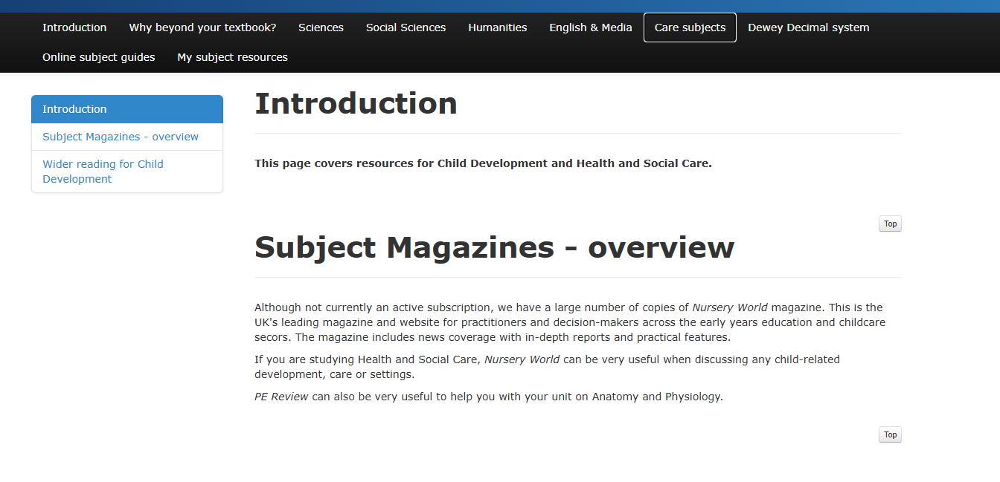 Introduction Why beyond your textbook? Sciences Social Sciences Humanities English & Media Care subjects Dewey Decimal system
Online subject guides My subject resources
Introduction
Subject Magazines - overview
Wider reading for Child
Development
Introduction
This page covers resources for Child Development and Health and Social Care.
Top
Subject Magazines - overview
Although not currently an active subscription, we have a large number of copies of Nursery World magazine. This is the
UK's leading magazine and website for practitioners and decision-makers across the early years education and childcare
secors. The magazine includes news coverage with in-depth reports and practical features.
If you are studying Health and Social Care, Nursery World can be very useful when discussing any child-related
development, care or settings.
PE Review can also be very useful to help you with your unit on Anatomy and Physiology.
Top